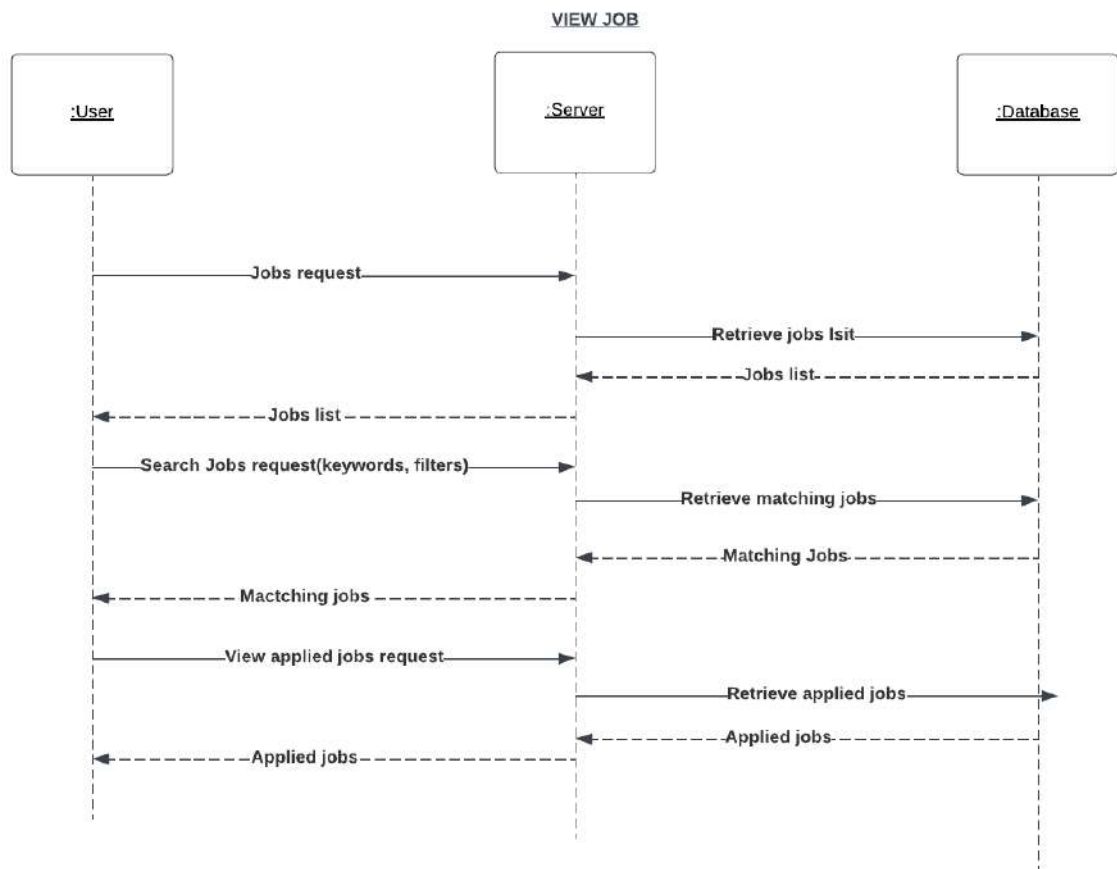 VIEW JOB
:User
:Server
:Database
Jobs request
Retrieve jobs lsit
Jobs list
Jobs list
Search Jobs request(keywords, filters)
Retrieve matching jobs
Matching Jobs
Mactching jobs
View applied jobs request
Retrieve applied jobs
Applied jobs
Applied jobs